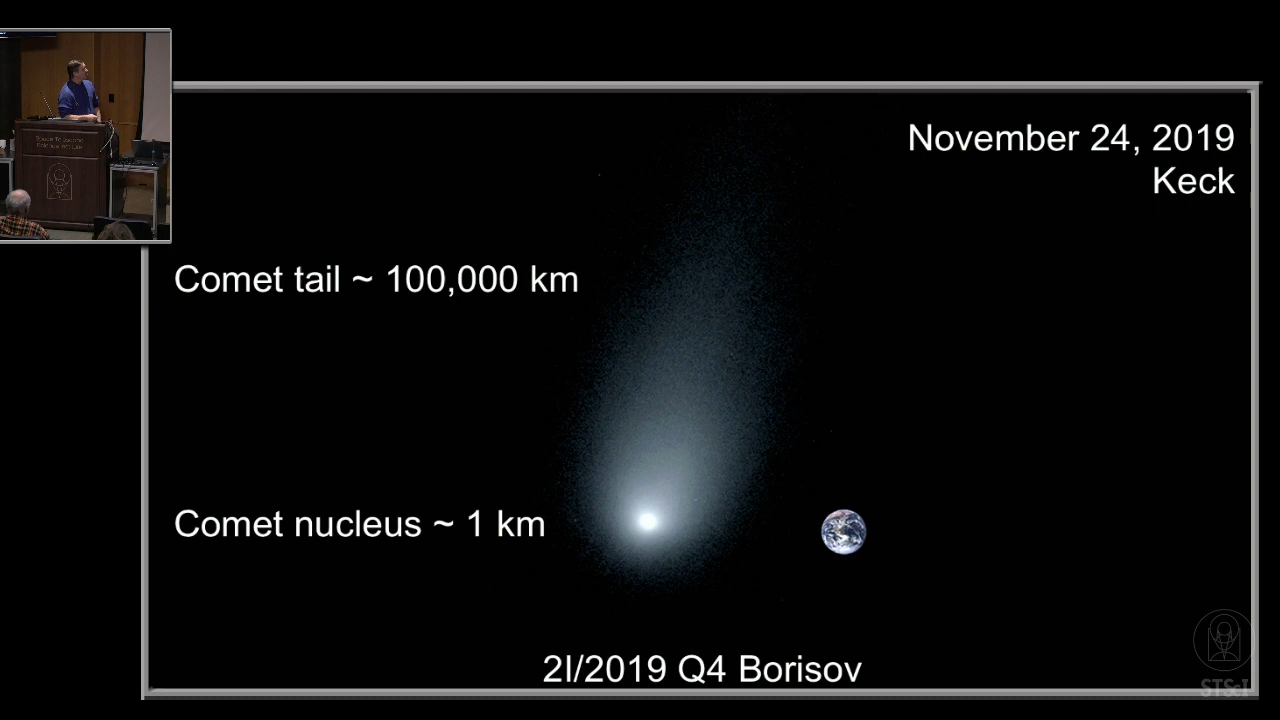 November 24, 2019
Keck
Comet tail ~ 100,000 km
Comet nucleus ~ 1 km
2I/2019 Q4 Borisov
STScI